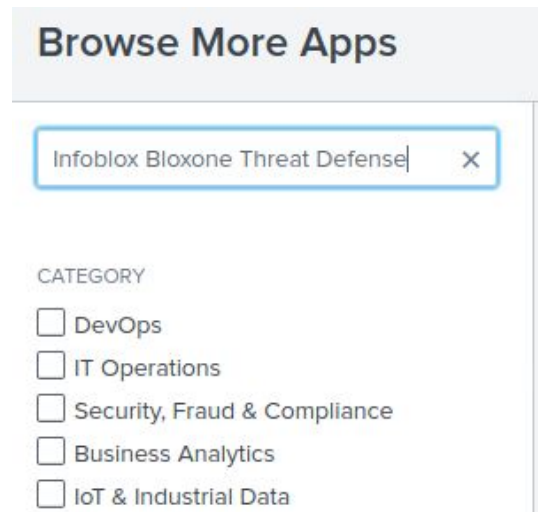 Browse More Apps
Infoblox Bloxone Threat Defense
CATEGORY
DevOps
IT Operations
Security, Fraud & Compliance
Business Analytics
IoT & Industrial Data